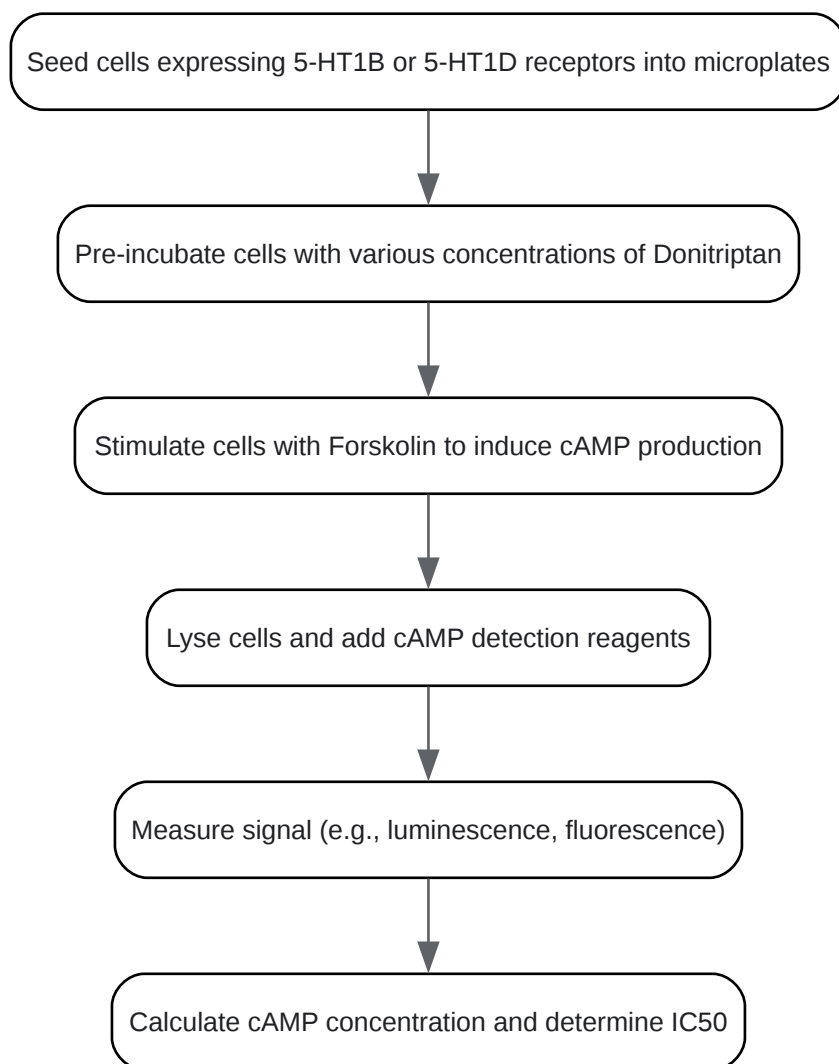 Seed cells expressing 5-HT1B or 5-HT1D receptors into microplates
Pre-incubate cells with various concentrations of Donitriptan
Stimulate cells with Forskolin to induce cAMP production
Lyse cells and add cAMP detection reagents
Measure signal (e.g., luminescence, fluorescence)
Calculate cAMP concentration and determine IC50